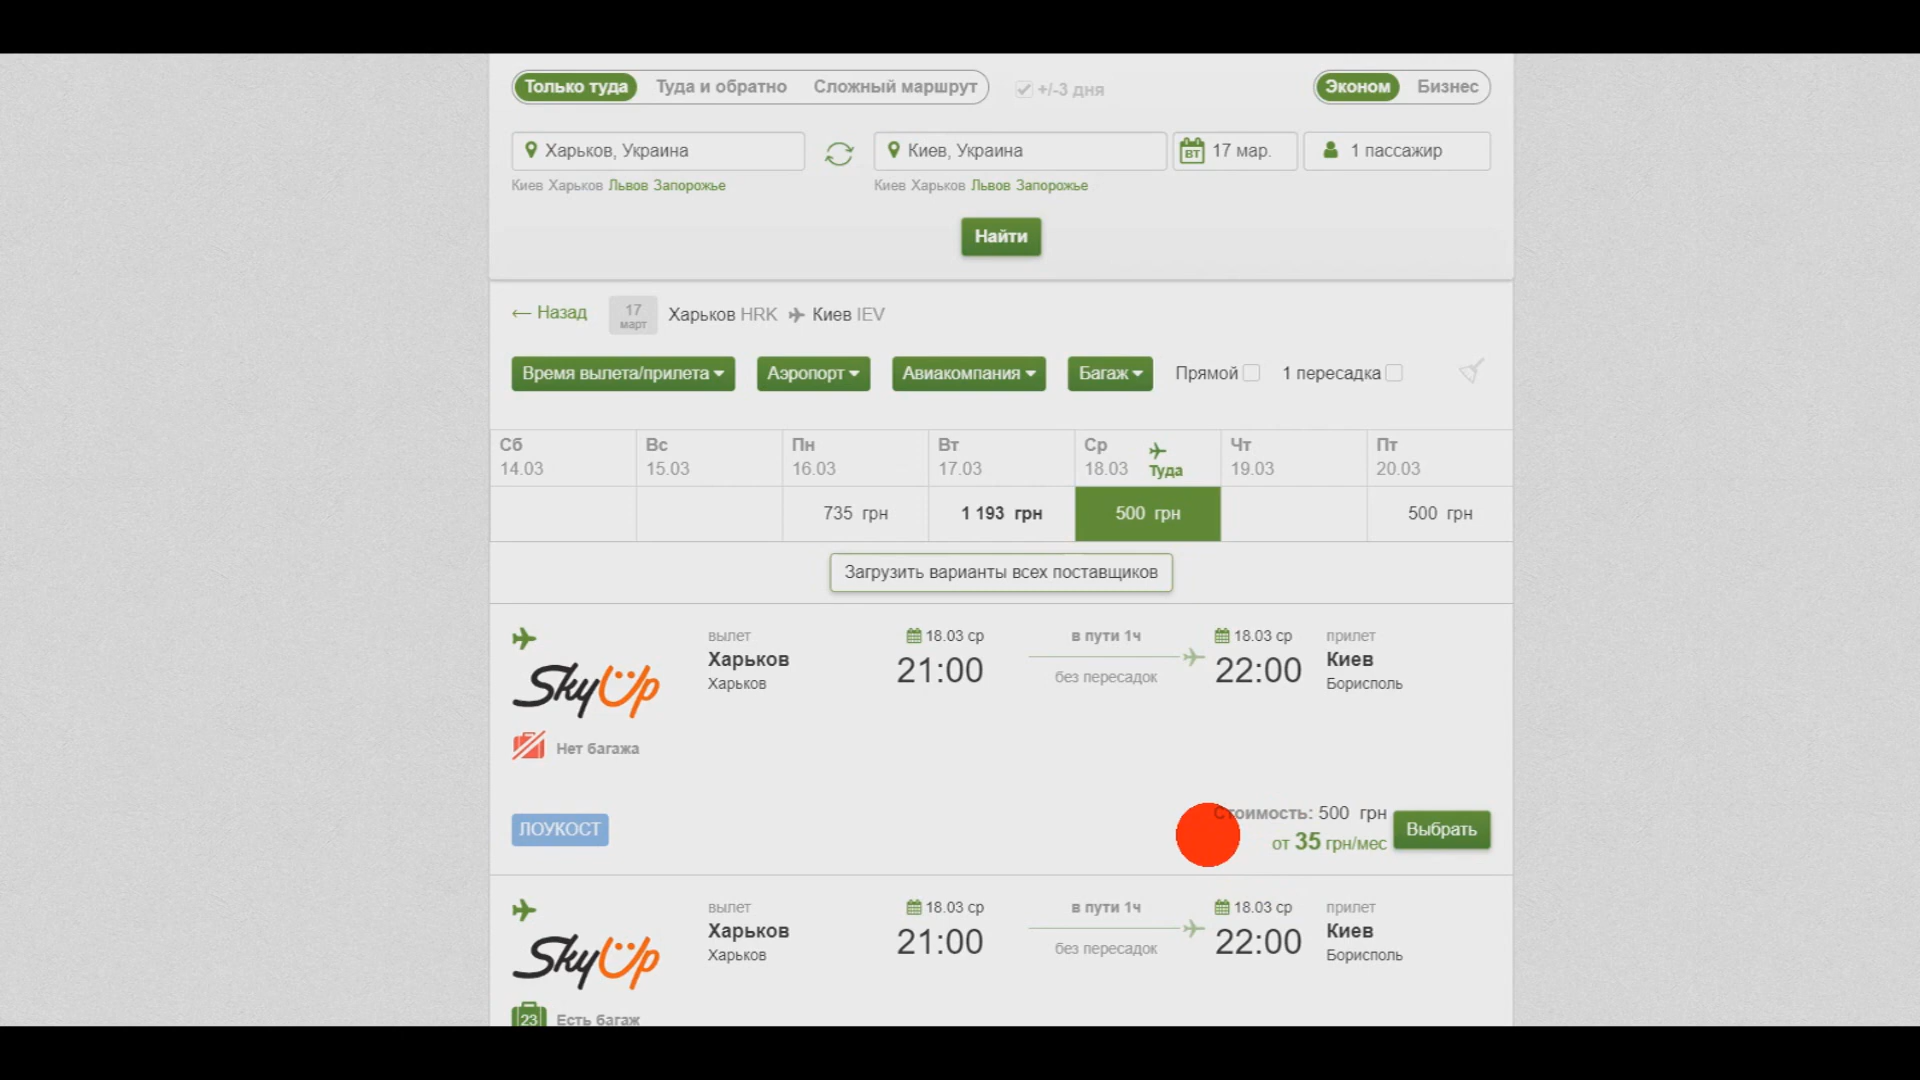 Только туда Туда и обратно Сложный маршрут +/-3 дня Эконом Бизнес
Харьков, Украина Киев, Украина ВТ 17 мар. 1 пассажир
Киев Харьков Львов Запорожье Киев Харьков Львов Запорожье
Найти
← Назад 17 март Харьков HRK Киев IEV
Время вылета/прилета Аэропорт Авиакомпания Багаж Прямой 1 пересадка
Сб Вс Пн Вт Ср Чт Пт
14.03 15.03 16.03 17.03 18.03 Туда 19.03 20.03
735 грн 1 193 грн 500 грн 500 грн
Загрузить варианты всех поставщиков
вылет 18.03 ср в пути 1ч 18.03 ср прилет
SkyUp Харьков 21:00 22:00 Киев
Харьков без пересадок Борисполь
Нет багажа
Стоимость: 500 грн
ЛОУКОСТ от 35 грн/мес Выбрать
вылет 18.03 ср в пути 1ч 18.03 ср прилет
SkyUp Харьков 21:00 22:00 Киев
Харьков без пересадок Борисполь
23 Есть багаж